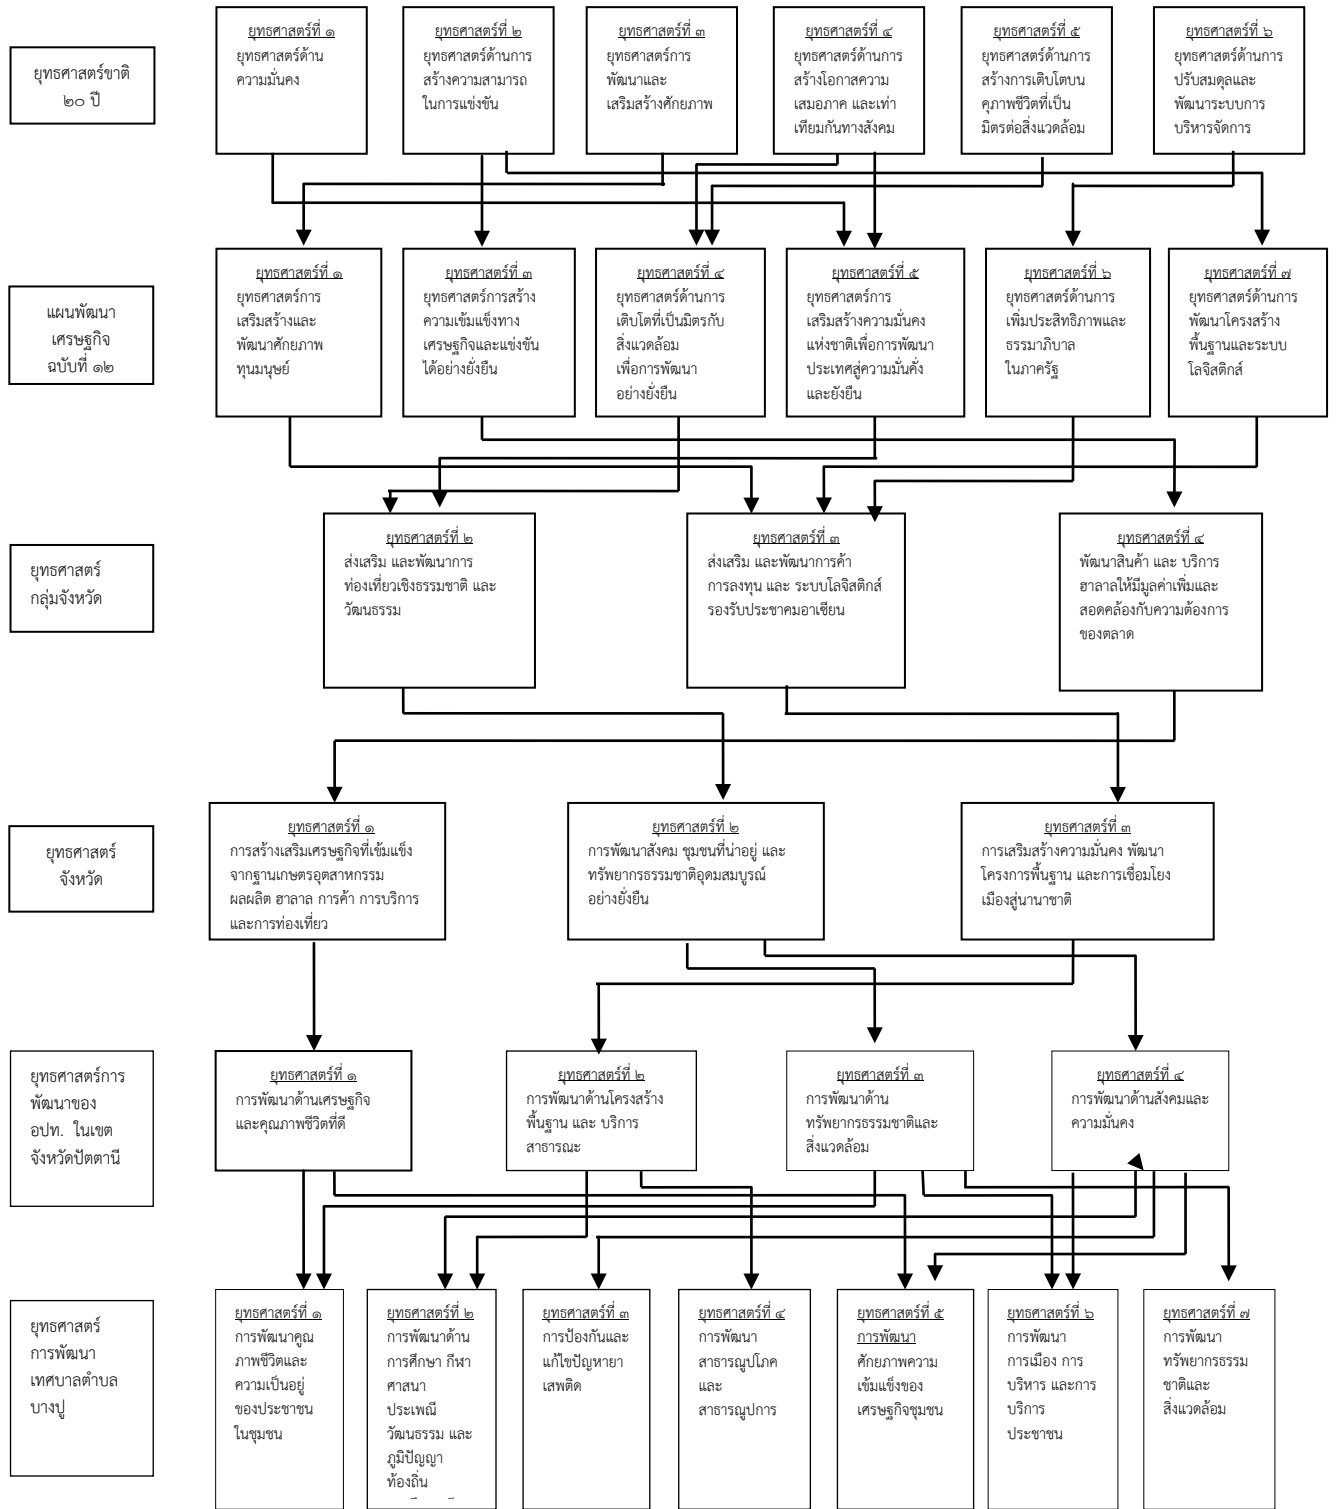 ยุทธศาสตร์ชาติ
๒๐ ปี
ยุทธศาสตร์ที่ ๑
ยุทธศาสตร์ด้าน
ความมั่นคง
ยุทธศาสตร์ที่ ๒
ยุทธศาสตร์ด้านการ
สร้างความสามารถ
ในการแข่งขัน
ยุทธศาสตร์ที่ ๓
ยุทธศาสตร์การ
พัฒนาและ
เสริมสร้างศักยภาพ
ยุทธศาสตร์ที่ ๔
ยุทธศาสตร์ด้านการ
สร้างโอกาสความ
เสมอภาค และเท่า
เทียมกันทางสังคม
ยุทธศาสตร์ที่ ๕
ยุทธศาสตร์ด้านการ
สร้างการเติบโตบน
คุภาพชีวิตที่เป็น
มิตรต่อสิ่งแวดล้อม
ยุทธศาสตร์ที่ ๖
ยุทธศาสตร์ด้านการ
ปรับสมดุลและ
พัฒนาระบบการ
บริหารจัดการ
แผนพัฒนา
เศรษฐกิจ
ฉบับที่ ๑๒
ยุทธศาสตร์ที่ ๑
ยุทธศาสตร์การ
เสริมสร้างและ
พัฒนาศักยภาพ
ทุนมนุษย์
ยุทธศาสตร์ที่ ๓
ยุทธศาสตร์การสร้าง
ความเข้มแข็งทาง
เศรษฐกิจและแข่งขัน
ได้อย่างยั่งยืน
ยุทธศาสตร์ที่ ๔
ยุทธศาสตร์ด้านการ
เติบโตที่เป็นมิตรกับ
สิ่งแวดล้อม
เพื่อการพัฒนา
อย่างยั่งยืน
ยุทธศาสตร์ที่ ๕
ยุทธศาสตร์การ
เสริมสร้างความมั่นคง
แห่งชาติเพื่อการพัฒนา
ประเทศสู่ความมั่นคั่ง
และยังยืน
ยุทธศาสตร์ที่ ๖
ยุทธศาสตร์ด้านการ
เพิ่มประสิทธิภาพและ
ธรรมาภิบาล
ในภาครัฐ
ยุทธศาสตร์ที่ ๗
ยุทธศาสตร์ด้านการ
พัฒนาโครงสร้าง
พื้นฐานและระบบ
โลจิสติกส์
ยุทธศาสตร์
กลุ่มจังหวัด
ยุทธศาสตร์ที่ ๒
ส่งเสริม และพัฒนาการ
ท่องเที่ยวเชิงธรรมชาติ และ
วัฒนธรรม
ยุทธศาสตร์ที่ ๓
ส่งเสริม และพัฒนาการค้า
การลงทุน และ ระบบโลจิสติกส์
รองรับประชาคมอาเซียน
ยุทธศาสตร์ที่ ๔
พัฒนาสินค้า และ บริการ
ฮาลาลให้มีมูลค่าเพิ่มและ
สอดคล้องกับความต้องการ
ของตลาด
ยุทธศาสตร์
จังหวัด
ยุทธศาสตร์ที่ ๑
การสร้างเสริมเศรษฐกิจที่เข้มแข็ง
จากฐานเกษตรอุตสาหกรรม
ผลผลิต ฮาลาล การค้า การบริการ
และการท่องเที่ยว
ยุทธศาสตร์ที่ ๒
การพัฒนาสังคม ชุมชนที่น่าอยู่ และ
ทรัพยากรธรรมชาติอุดมสมบูรณ์
อย่างยั่งยืน
ยุทธศาสตร์ที่ ๓
การเสริมสร้างความมั่นคง พัฒนา
โครงการพื้นฐาน และการเชื่อมโยง
เมืองสู่นานาชาติ
ยุทธศาสตร์การ
พัฒนาของ
อปท. ในเขต
จังหวัดปัตตานี
ยุทธศาสตร์ที่ ๑
การพัฒนาด้านเศรษฐกิจ
และคุณภาพชีวิตที่ดี
ยุทธศาสตร์ที่ ๒
การพัฒนาด้านโครงสร้าง
พื้นฐาน และ บริการ
สาธารณะ
ยุทธศาสตร์ที่ ๓
การพัฒนาด้าน
ทรัพยากรธรรมชาติและ
สิ่งแวดล้อม
ยุทธศาสตร์ที่ ๔
การพัฒนาด้านสังคมและ
ความมั่นคง
ยุทธศาสตร์
การพัฒนา
เทศบาลตำบล
บางปู
ยุทธศาสตร์ที่ ๑
การพัฒนาคูณ
ภาพชีวิตและ
ความเป็นอยู่
ของประชาชน
ในชุมชน
ยุทธศาสตร์ที่ ๒
การพัฒนาด้าน
การศึกษา กีฬา
ศาสนา
ประเพณี
วัฒนธรรม และ
ภูมิปัญญา
ท้องถิ่น
ยุทธศาสตร์ที่ ๓
การป้องกันและ
แก้ไขปัญหายา
เสพติด
ยุทธศาสตร์ที่ ๔
การพัฒนา
สาธารณูปโภค
และ
สาธารณูปการ
ยุทธศาสตร์ที่ ๕
การพัฒนา
ศักยภาพความ
เข้มแข็งของ
เศรษฐกิจชุมชน
ยุทธศาสตร์ที่ ๖
การพัฒนา
การเมือง การ
บริหาร และการ
บริการ
ประชาชน
ยุทธศาสตร์ที่ ๗
การพัฒนา
ทรัพยากรธรรม
ชาติและ
สิ่งแวดล้อม